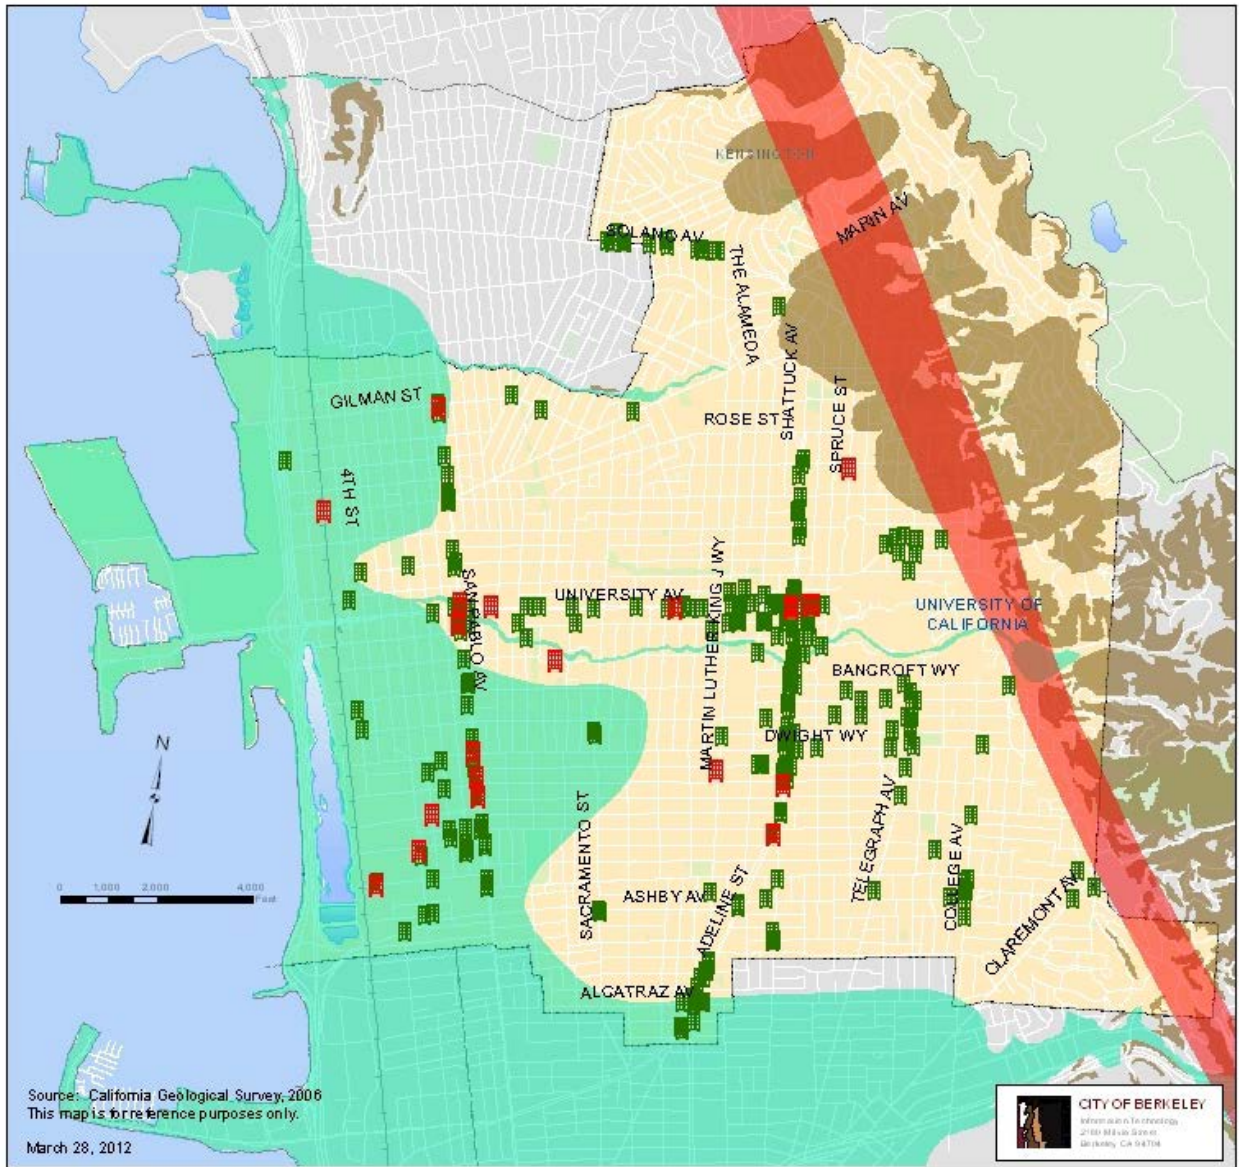 KENSINGTON
MARIN AV
SOLANO AV
THE ALAMEDA
SHATTUCK AV
GILMAN ST
ROSE ST
SPRUCE ST
4TH ST
UNIVERSITY AV
SAN PABLO AV
MARTIN LUTHER KING J WY
UNIVERSITY OF
CALIFORNIA
BANCROFT WY
DWIGHT WY
N
SACRAMENTO ST
TELEGRAPH AV
COLLEGE AV
ASHBY AV
ADELINE ST
CLAREMONT AV
0 1,000 2,000 4,000
Feet
ALCATRAZ AV
Source: California Geological Survey, 2006
This map is for reference purposes only.
March 28, 2012
CITY OF BERKELEY
Information Technology
2180 Milvia Street
Berkeley, CA 94704